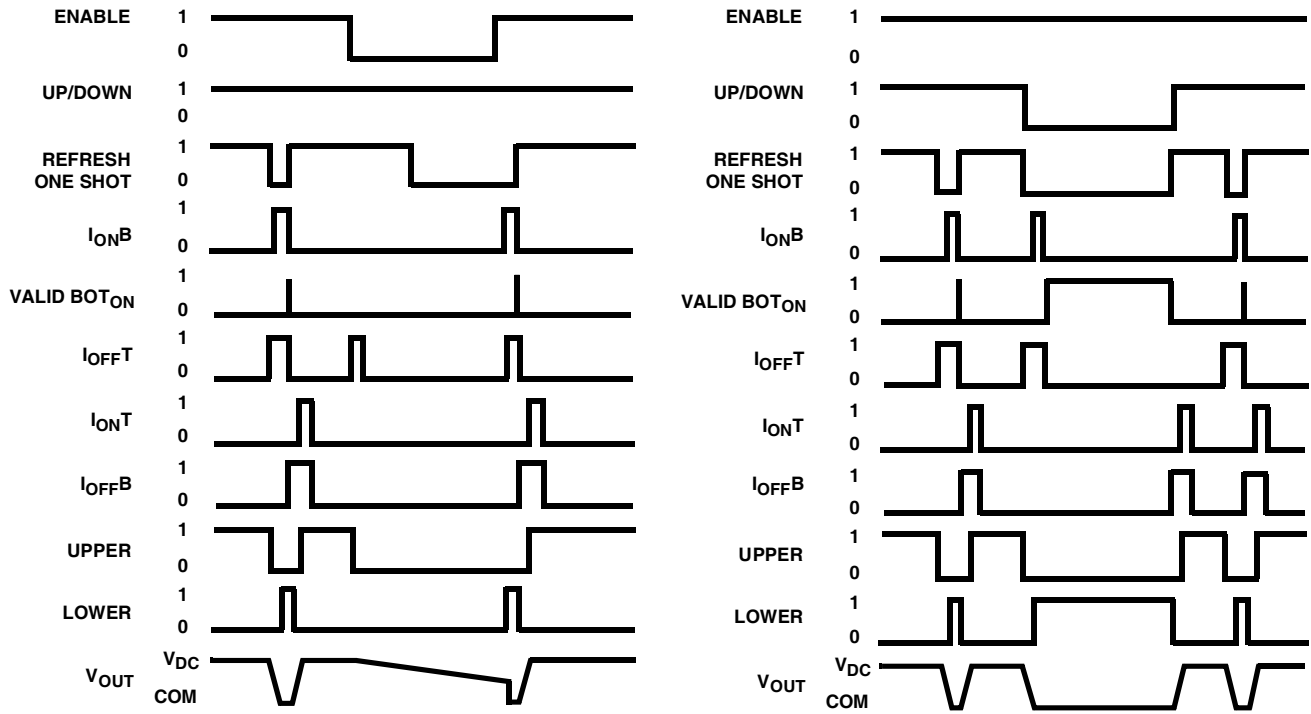 ENABLE 1
0
UP/DOWN 1
0
REFRESH
ONE SHOT
1
0
IONB 1
0
VALID BOTON 1
0
IOFFT 1
0
IONT 1
0
IOFFB 1
0
UPPER 1
0
LOWER 1
0
VOUT VDC
COM
ENABLE 1
0
UP/DOWN 1
0
REFRESH
ONE SHOT
1
0
IONB 1
0
VALID BOTON 1
0
IOFFT 1
0
IONT 1
0
IOFFB 1
0
UPPER 1
0
LOWER 1
0
VOUT VDC
COM